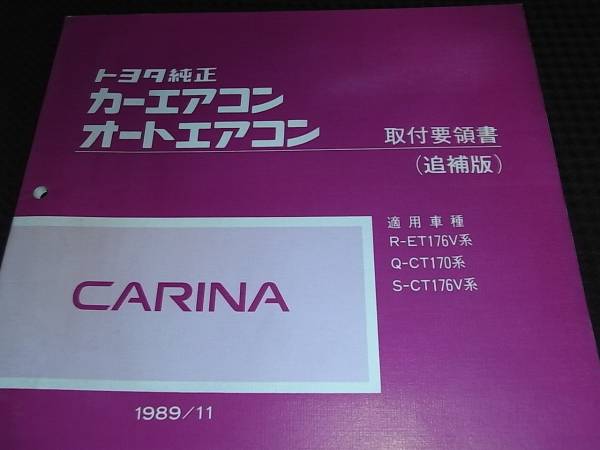 トヨタ純正
カーエアコン
オートエアコン
取付要領書
(追補版)
適用車種
R-ET176V系
Q-CT170系
S-CT176V系
CARINA
1989/11